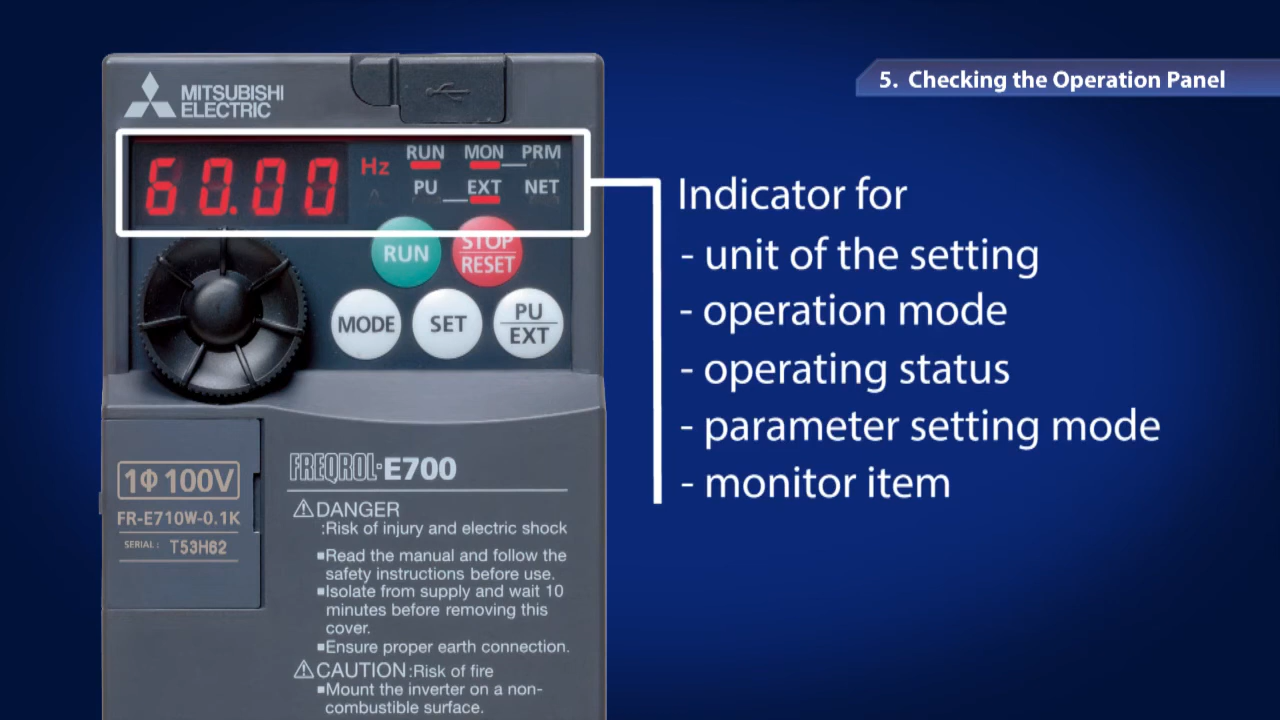 5. Checking the Operation Panel
MITSUBISHI
ELECTRIC
60.00 Hz
RUN MON PRM
PU EXT NET
A
RUN
STOP
RESET
MODE
SET
PU
EXT
Indicator for
- unit of the setting
- operation mode
- operating status
- parameter setting mode
- monitor item
1Φ 100V
FR-E710W-0.1K
SERIAL: T53H62
FREQROL-E700
⚠DANGER
:Risk of injury and electric shock
▪Read the manual and follow the
safety instructions before use.
▪Isolate from supply and wait 10
minutes before removing this
cover.
▪Ensure proper earth connection.
⚠CAUTION :Risk of fire
▪Mount the inverter on a non-
combustible surface.